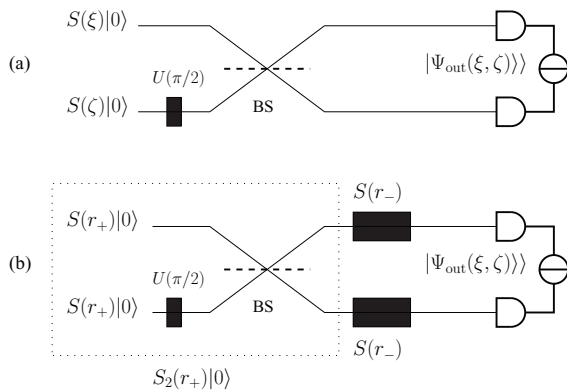 S(ξ)|0⟩
(a)
U(π/2)
|Ψout(ξ, ζ)⟩⟩
S(ζ)|0⟩
BS
S(r₋)
S(r₊)|0⟩
(b)
U(π/2)
|Ψout(ξ, ζ)⟩⟩
BS
S(r₊)|0⟩
S(r₋)
S₂(r₊)|0⟩